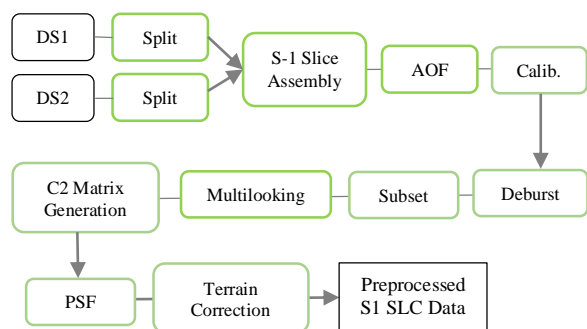 DS1
Split
DS2
Split
S-1 Slice
Assembly
AOF
Calib.
C2 Matrix
Generation
Multilooking
Subset
Deburst
PSF
Terrain
Correction
Preprocessed
S1 SLC Data